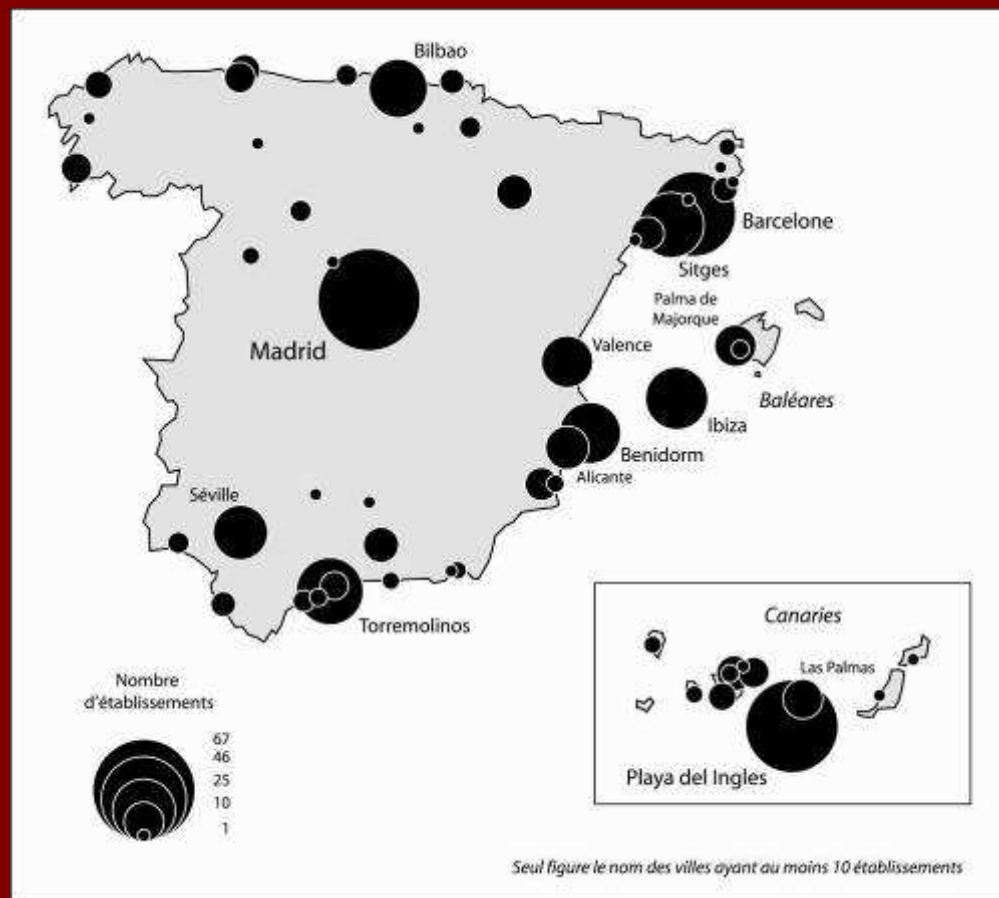 Bilbao
Barcelone
Sitges
Palma de
Majorque
Madrid
Valence
Baléares
Ibiza
Benidorm
Alicante
Séville
Torremolinos
Canaries
Las Palmas
Playa del Ingles
Nombre
d'établissements
67
46
25
10
1
Seul figure le nom des villes ayant au moins 10 établissements